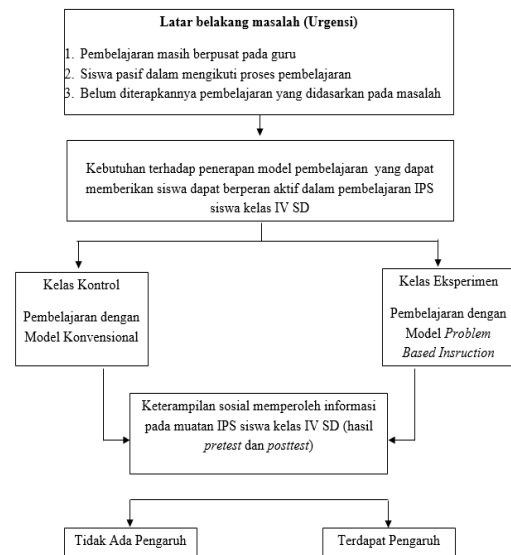 Latar belakang masalah (Urgensi)
1. Pembelajaran masih berpusat pada guru
2. Siswa pasif dalam mengikuti proses pembelajaran
3. Belum diterapkannya pembelajaran yang didasarkan pada masalah
Kebutuhan terhadap penerapan model pembelajaran yang dapat
memberikan siswa dapat berperan aktif dalam pembelajaran IPS
siswa kelas IV SD
Kelas Kontrol
Pembelajaran dengan
Model Konvensional
Kelas Eksperimen
Pembelajaran dengan
Model Problem
Based Insruction
Keterampilan sosial memperoleh informasi
pada muatan IPS siswa kelas IV SD (hasil
pretest dan posttest)
Tidak Ada Pengaruh
Terdapat Pengaruh